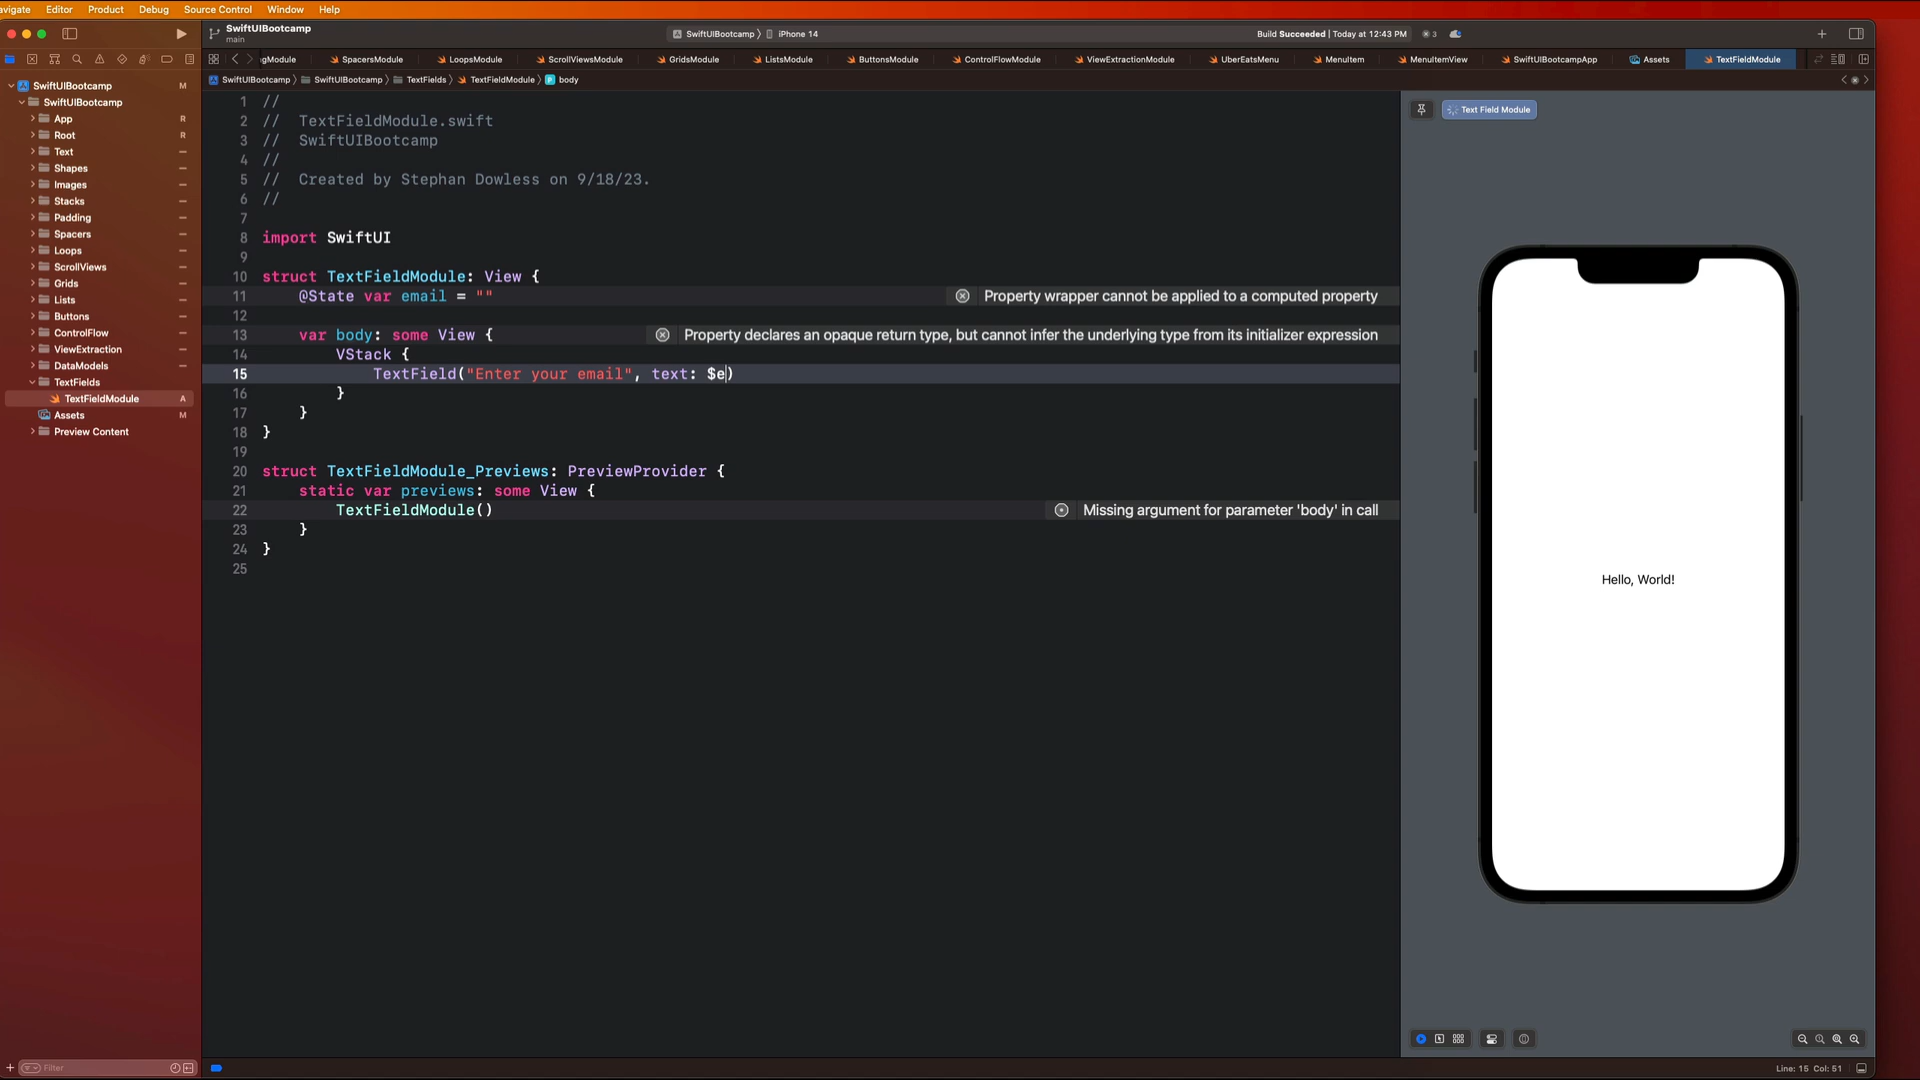 avigate Editor Product Debug Source Control Window Help
SwiftUIBootcamp
main
SwiftUIBootcamp 〉 iPhone 14
Build Succeeded | Today at 12:43 PM
3
gModule SpacersModule LoopsModule ScrollViewsModule GridsModule ListsModule ButtonsModule ControlFlowModule ViewExtractionModule UberEatsMenu MenuItem MenuItemView SwiftUIBootcampApp Assets TextFieldModule
SwiftUIBootcamp 〉 SwiftUIBootcamp 〉 TextFields 〉 TextFieldModule 〉 P body
SwiftUIBootcamp M
SwiftUIBootcamp
App R
Root R
Text
Shapes
Images
Stacks
Padding
Spacers
Loops
ScrollViews
Grids
Lists
Buttons
ControlFlow
ViewExtraction
DataModels
TextFields
TextFieldModule A
Assets M
Preview Content
Filter
1 //
2 //  TextFieldModule.swift
3 //  SwiftUIBootcamp
4 //
5 //  Created by Stephan Dowless on 9/18/23.
6 //
7
8 import SwiftUI
9
10 struct TextFieldModule: View {
11     @State var email = "" Property wrapper cannot be applied to a computed property
12
13     var body: some View { Property declares an opaque return type, but cannot infer the underlying type from its initializer expression
14         VStack {
15             TextField("Enter your email", text: $e)
16         }
17     }
18 }
19
20 struct TextFieldModule_Previews: PreviewProvider {
21     static var previews: some View {
22         TextFieldModule() Missing argument for parameter 'body' in call
23     }
24 }
25
Text Field Module
Hello, World!
Line: 15 Col: 51